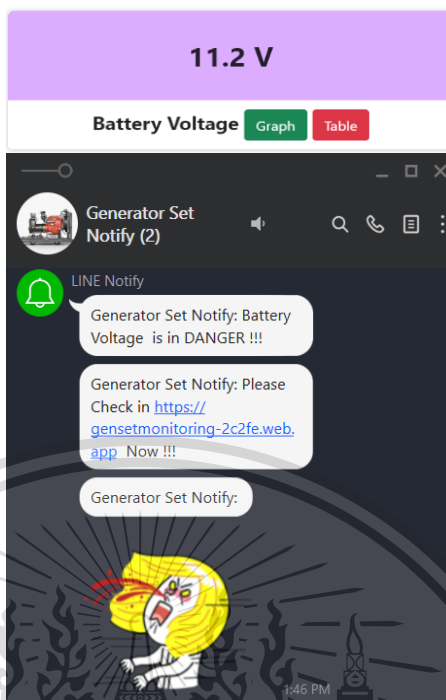 11.2 V
Battery Voltage Graph Table
Generator Set
Notify (2)
LINE Notify
Generator Set Notify: Battery
Voltage is in DANGER !!!
Generator Set Notify: Please
Check in https://
gensetmonitoring-2c2fe.web.
app Now !!!
Generator Set Notify:
1:46 PM